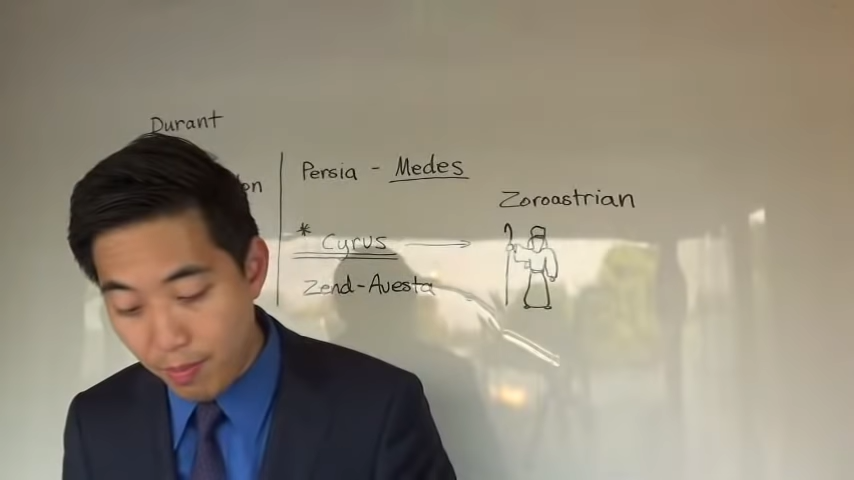 Durant
Persia - Medes
Zoroastrian
* Cyrus
Zend-Avesta